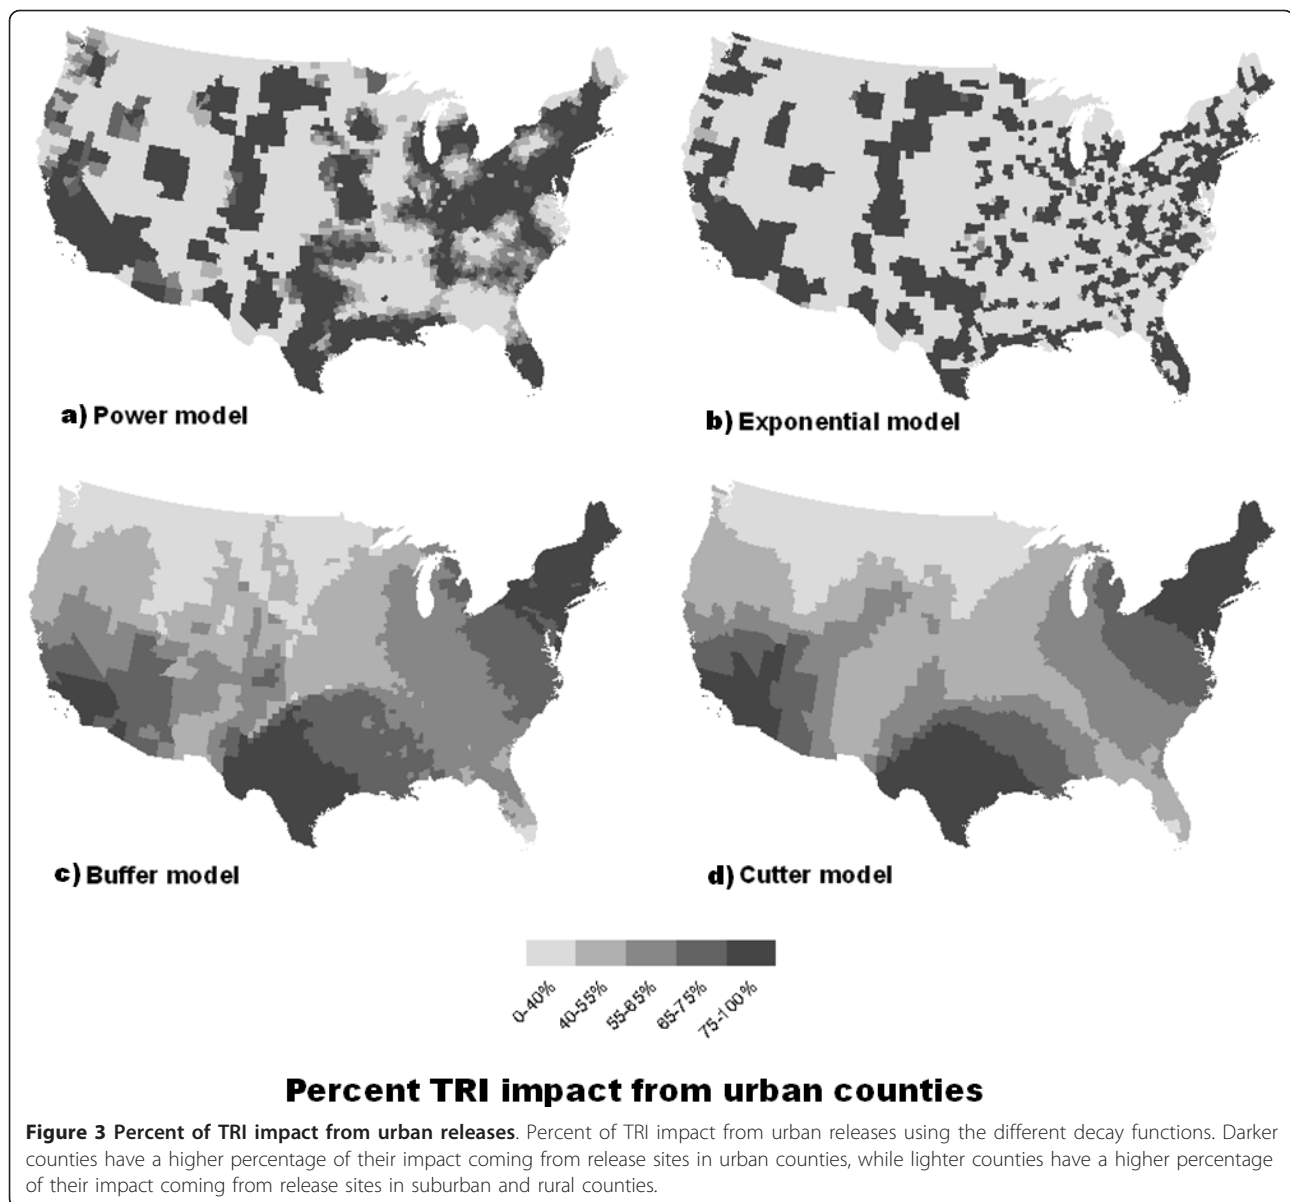 a) Power model
b) Exponential model
c) Buffer model
d) Cutter model
0-40%
40-55%
55-65%
65-75%
75-100%
Percent TRI impact from urban counties
Figure 3 Percent of TRI impact from urban releases. Percent of TRI impact from urban releases using the different decay functions. Darker
counties have a higher percentage of their impact coming from release sites in urban counties, while lighter counties have a higher percentage
of their impact coming from release sites in suburban and rural counties.